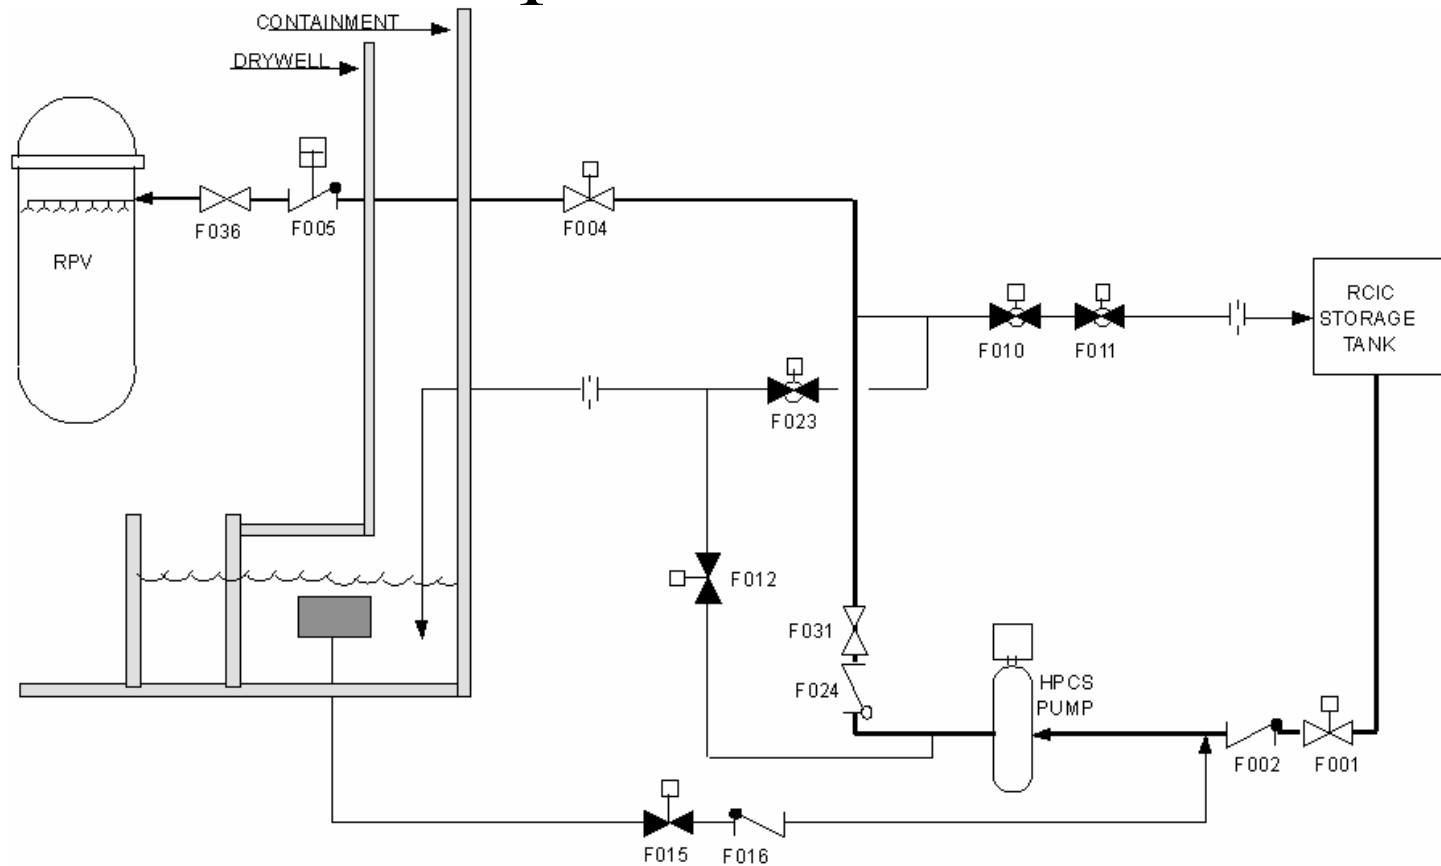 CONTAINMENT
DRYWELL
F036
F005
F004
RPV
RCIC
STORAGE
TANK
F010
F011
F023
F012
F031
F024
HPCS
PUMP
F002
F001
F015
F016